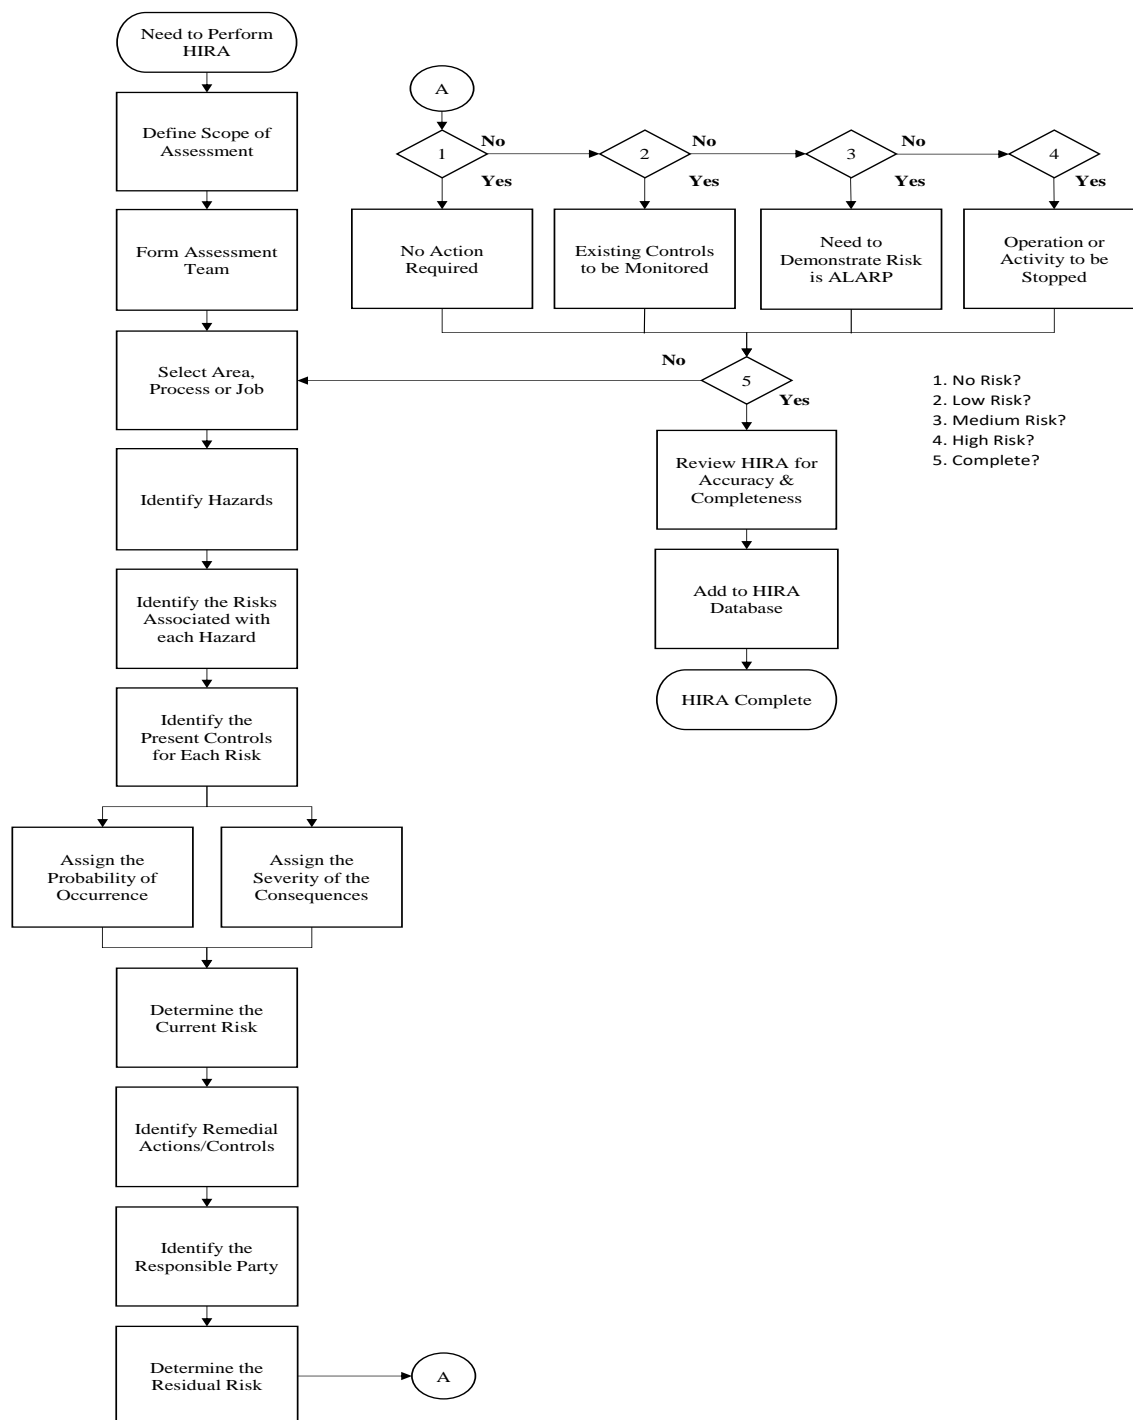 Need to Perform
HIRA
Define Scope of
Assessment
Form Assessment
Team
Select Area,
Process or Job
Identify Hazards
Identify the Risks
Associated with
each Hazard
Identify the
Present Controls
for Each Risk
Assign the
Probability of
Occurrence
Assign the
Severity of the
Consequences
Determine the
Current Risk
Identify Remedial
Actions/Controls
Identify the
Responsible Party
Determine the
Residual Risk
A
A
1
No
Yes
2
No
Yes
3
No
Yes
4
Yes
No Action
Required
Existing Controls
to be Monitored
Need to
Demonstrate Risk
is ALARP
Operation or
Activity to be
Stopped
No
5
Yes
Review HIRA for
Accuracy &
Completeness
Add to HIRA
Database
HIRA Complete
1. No Risk?
2. Low Risk?
3. Medium Risk?
4. High Risk?
5. Complete?